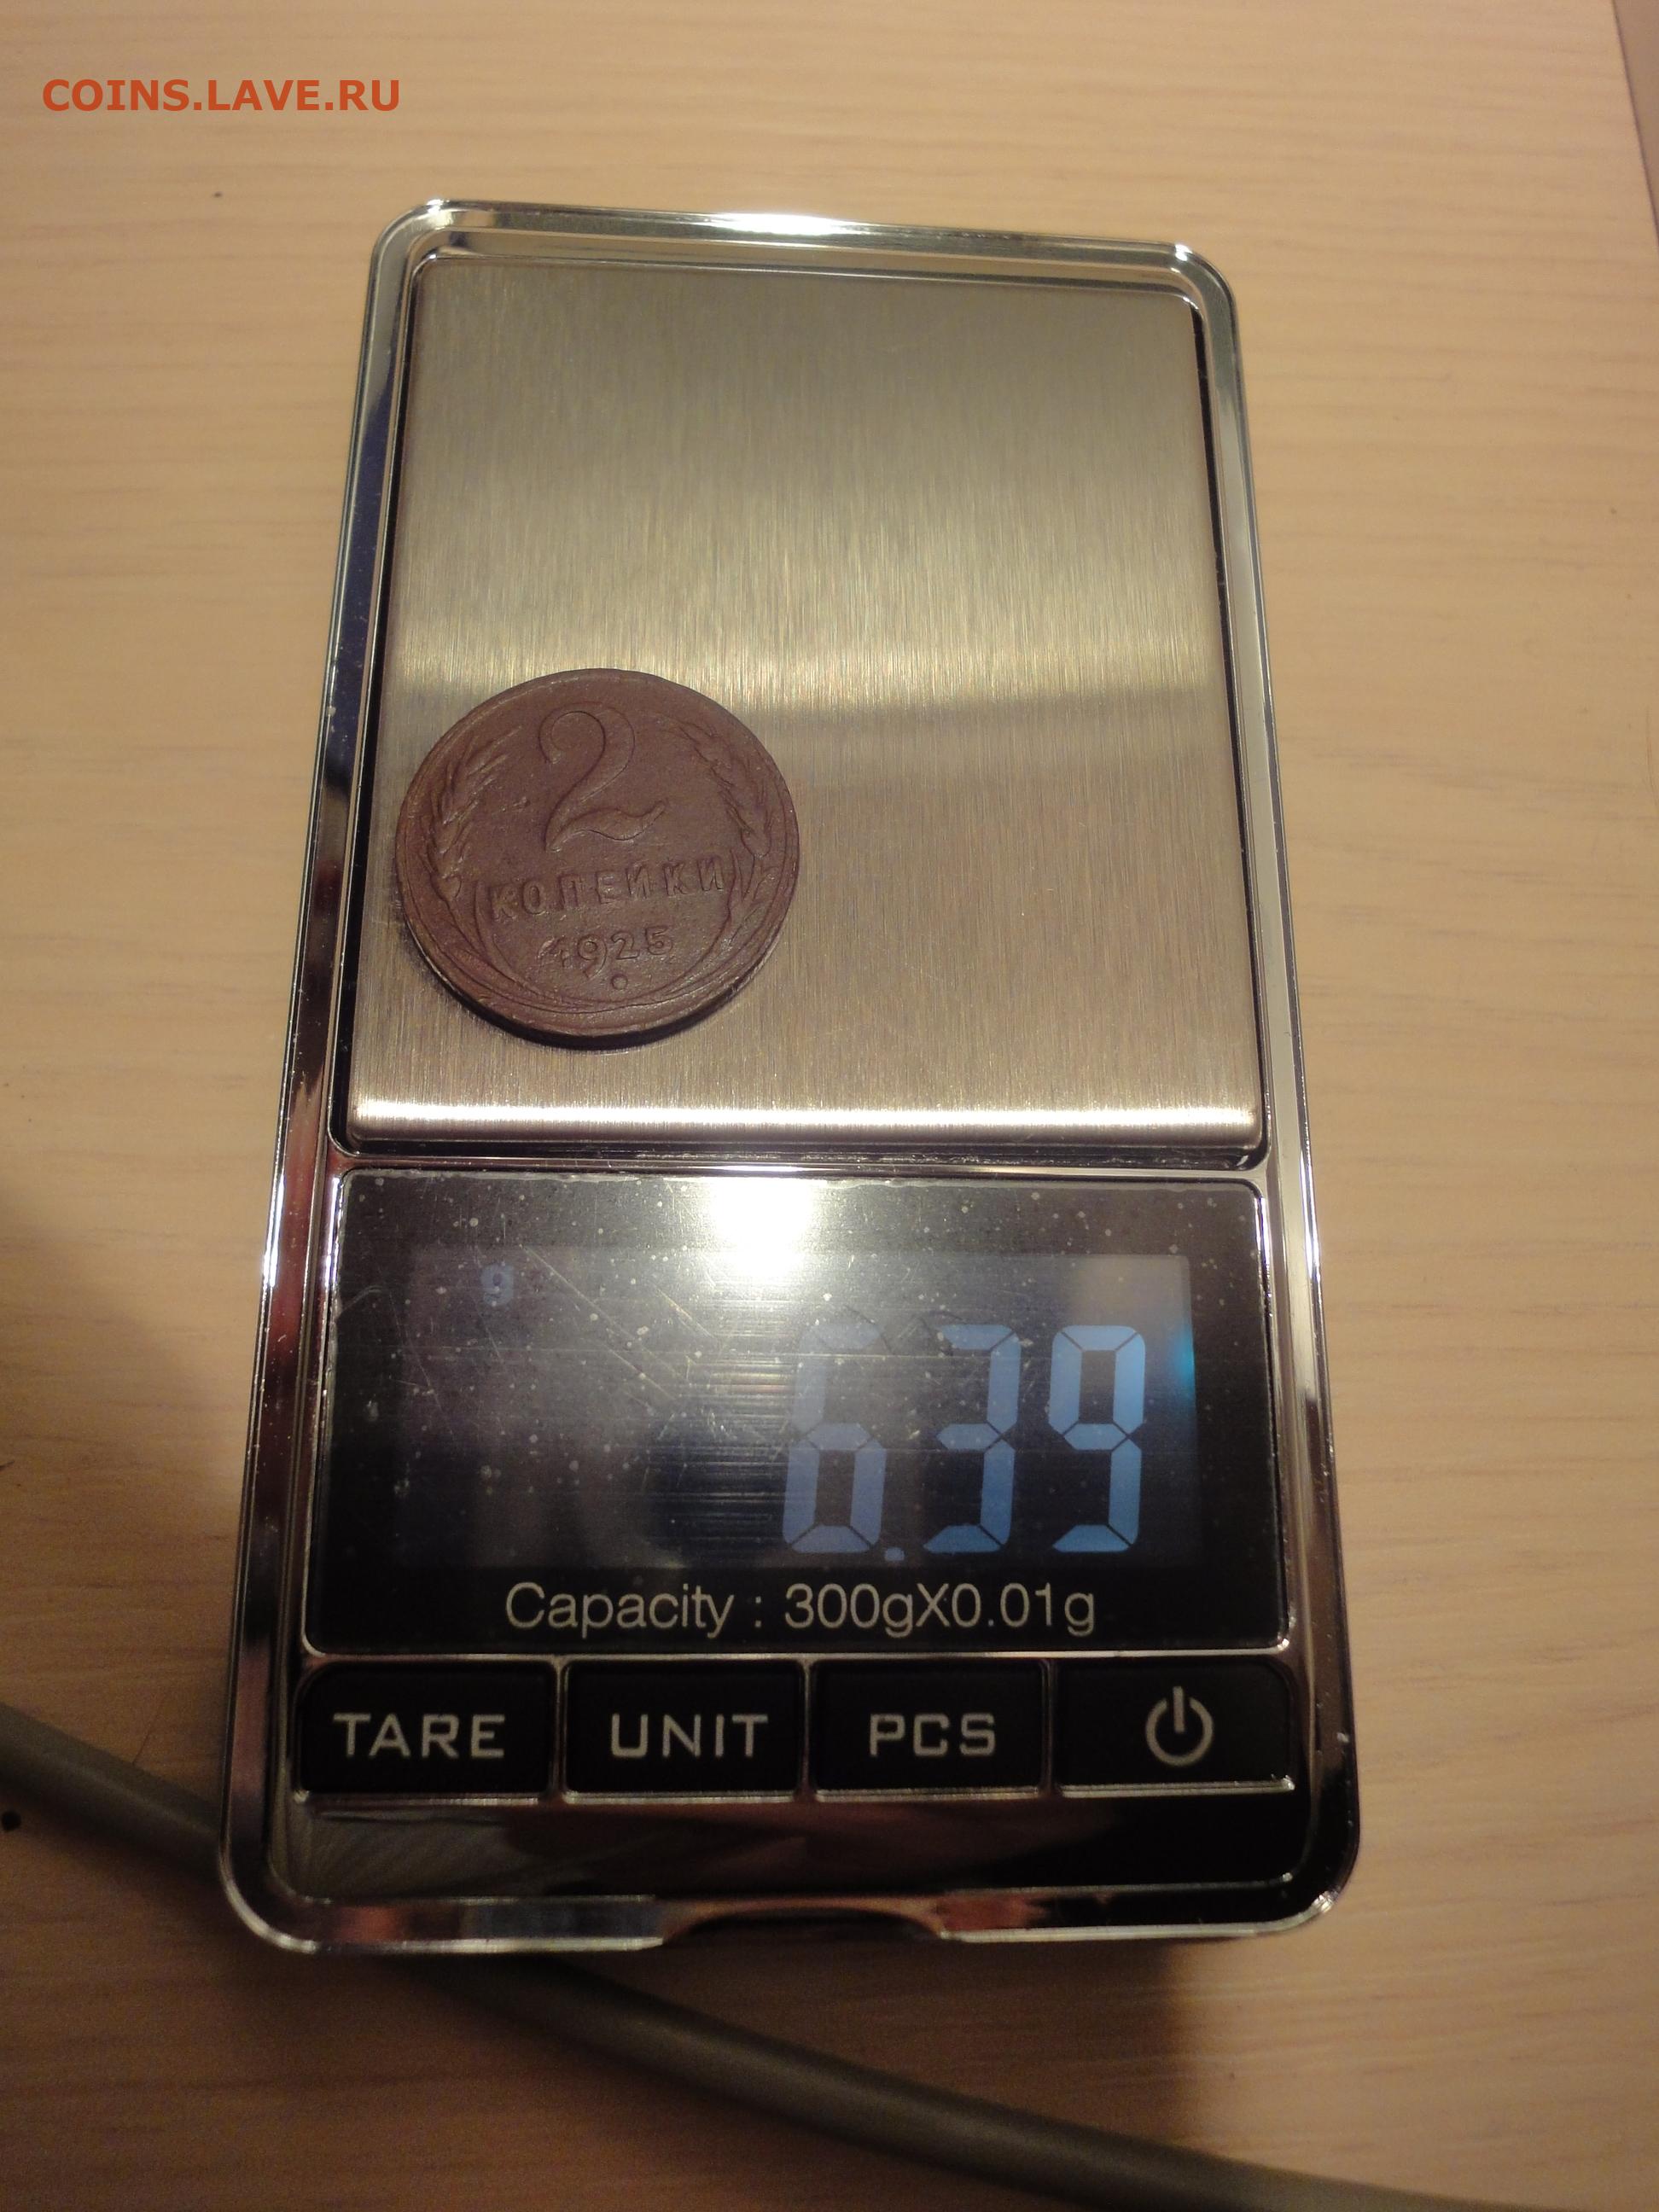 COINS.LAVE.RU
2
КОПЕЙКИ
1925
g
6.39
Capacity : 300gX0.01g
TARE UNIT PCS